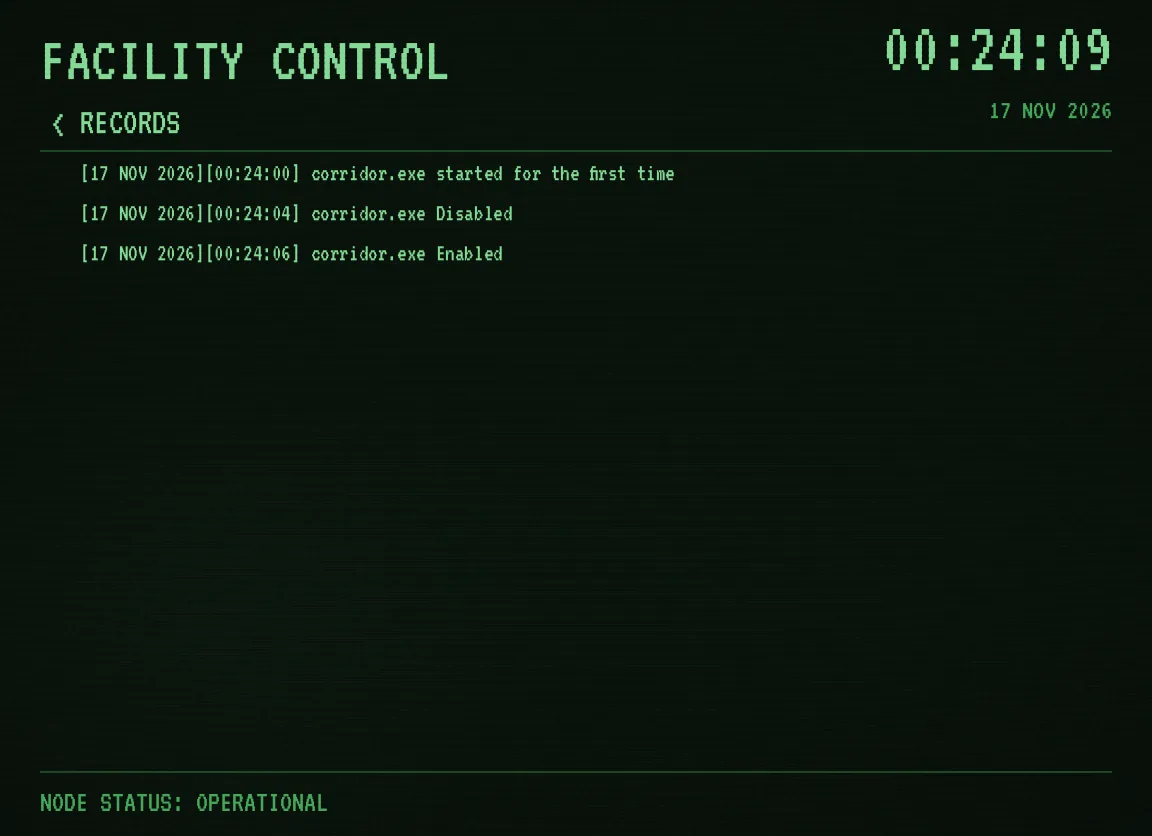 FACILITY CONTROL
00:24:09
17 NOV 2026
< RECORDS
[17 NOV 2026][00:24:00] corridor.exe started for the first time
[17 NOV 2026][00:24:04] corridor.exe Disabled
[17 NOV 2026][00:24:06] corridor.exe Enabled
NODE STATUS: OPERATIONAL